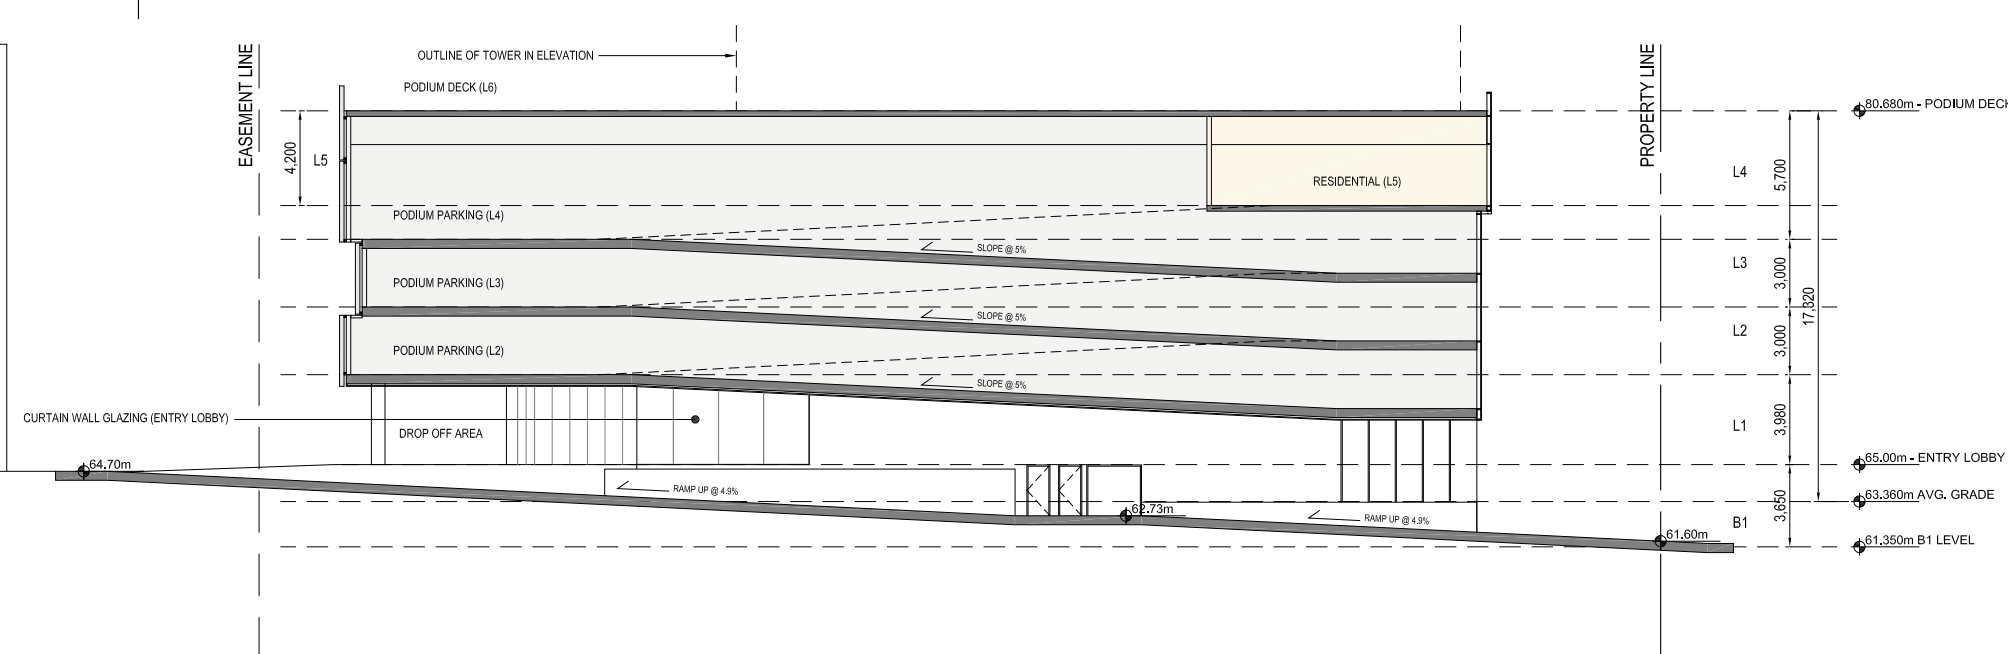 EASEMENT LINE
OUTLINE OF TOWER IN ELEVATION
PROPERTY LINE
PODIUM DECK (L6)
80.680m - PODIUM DECK
4,200
L5
RESIDENTIAL (L5)
L4
5,700
PODIUM PARKING (L4)
SLOPE @ 5%
L3
3,000
PODIUM PARKING (L3)
17,320
SLOPE @ 5%
L2
3,000
PODIUM PARKING (L2)
SLOPE @ 5%
CURTAIN WALL GLAZING (ENTRY LOBBY)
DROP OFF AREA
L1
3,980
64.70m
65.00m - ENTRY LOBBY
RAMP UP @ 4.9%
63.360m AVG. GRADE
62.73m
RAMP UP @ 4.9%
B1
3,650
61.60m
61.350m B1 LEVEL